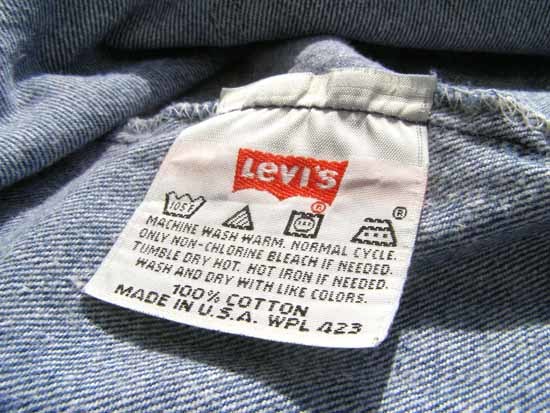 Levi's ®
105F ®
MACHINE WASH WARM. NORMAL CYCLE.
ONLY NON-CHLORINE BLEACH IF NEEDED.
TUMBLE DRY HOT. HOT IRON IF NEEDED.
WASH AND DRY WITH LIKE COLORS.
100% COTTON
MADE IN U.S.A. WPL 423